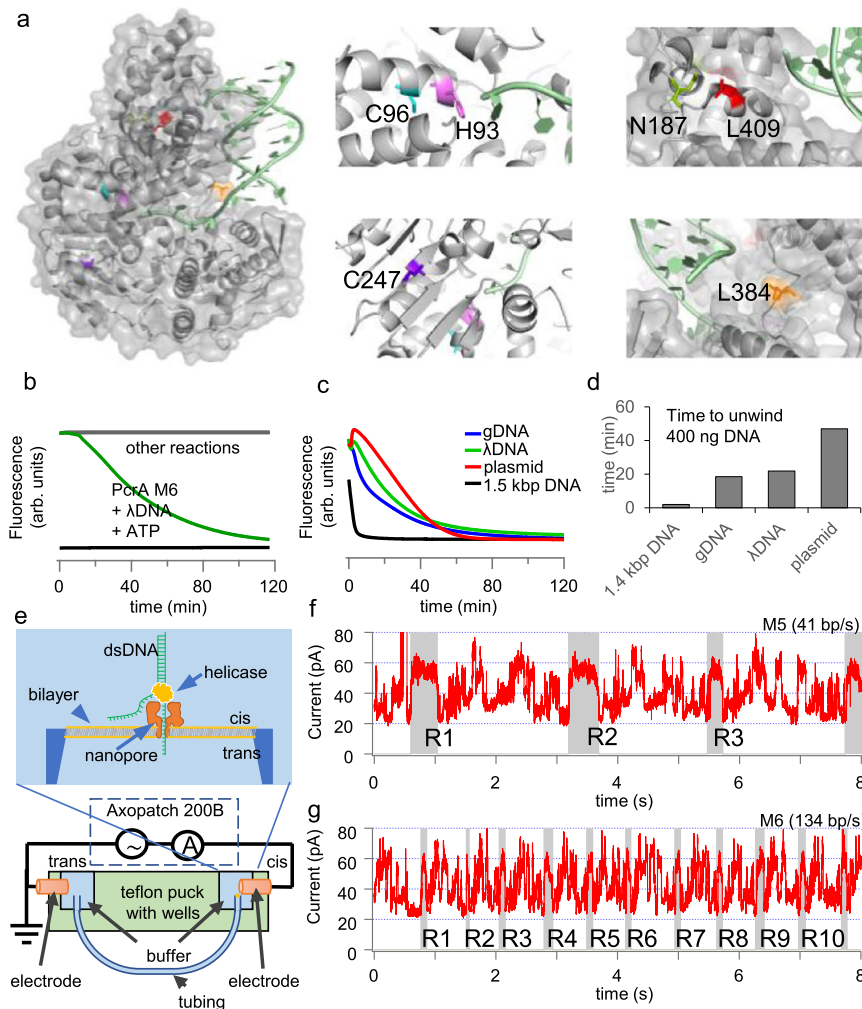 a
C96
H93
N187
L409
C247
L384
b
Fluorescence
(arb. units)
other reactions
PcrA M6
+ λDNA
+ ATP
0
40
80
120
time (min)
c
Fluorescence
(arb. units)
gDNA
λDNA
plasmid
1.5 kbp DNA
0
40
80
120
time (min)
d
time (min)
60
40
20
0
Time to unwind
400 ng DNA
1.4 kbp DNA
gDNA
λDNA
plasmid
e
dsDNA
helicase
bilayer
cis
nanopore
trans
Axopatch 200B
~
A
trans
cis
teflon puck
with wells
buffer
electrode
electrode
tubing
f
M5 (41 bp/s)
Current (pA)
80
60
40
20
0
R1
R2
R3
0
2
4
6
8
time (s)
g
M6 (134 bp/s
Current (pA)
80
60
40
20
0
R1
R2
R3
R4
R5
R6
R7
R8
R9
R10
0
2
4
6
8
time (s)